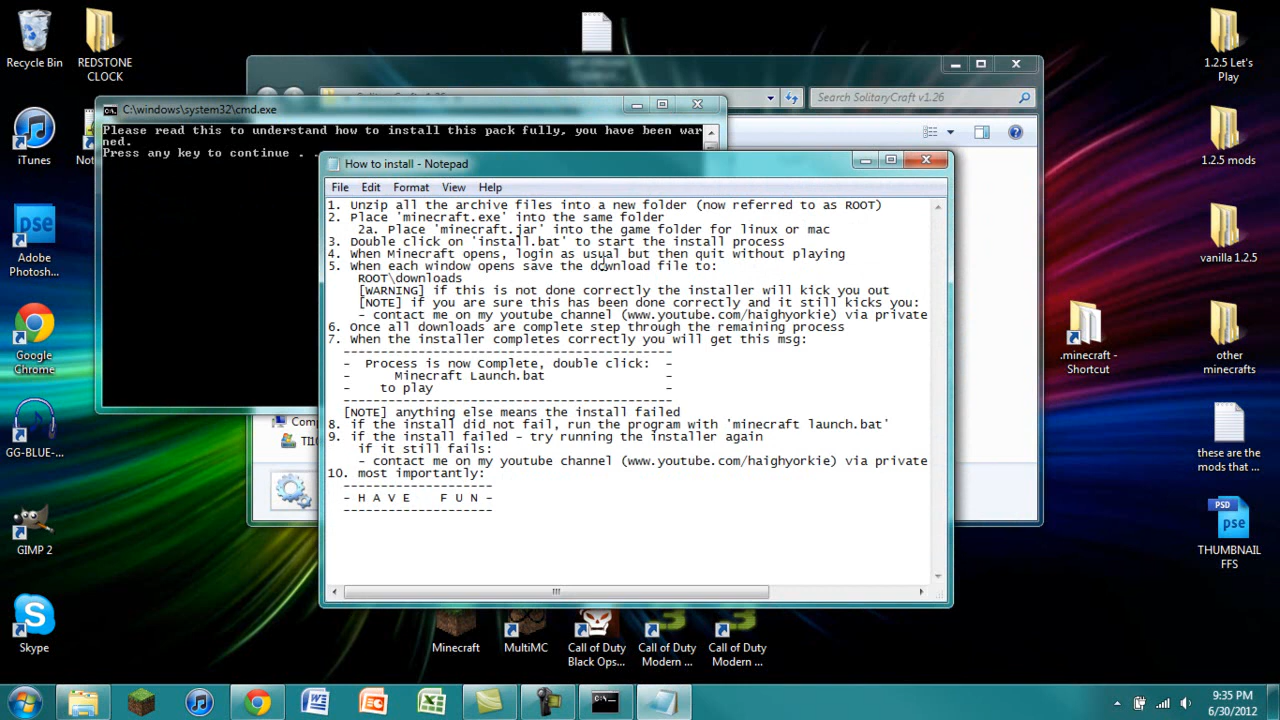 Recycle Bin
REDSTONE
CLOCK
iTunes
Not
Adobe
Photosh...
Google
Chrome
GG-BLUE-...
GIMP 2
Skype
Search SolitaryCraft v1.26
C:\windows\system32\cmd.exe
Please read this to understand how to install this pack fully, you have been war
ned.
Press any key to continue . .
How to install - Notepad
File Edit Format View Help
1. Unzip all the archive files into a new folder (now referred to as ROOT)
2. Place 'minecraft.exe' into the same folder
2a. Place 'minecraft.jar' into the game folder for linux or mac
3. Double click on 'install.bat' to start the install process
4. When Minecraft opens, login as usual but then quit without playing
5. When each window opens save the download file to:
ROOT\downloads
[WARNING] if this is not done correctly the installer will kick you out
[NOTE] if you are sure this has been done correctly and it still kicks you:
- contact me on my youtube channel (www.youtube.com/haighyorkie) via private
6. Once all downloads are complete step through the remaining process
7. When the installer completes correctly you will get this msg:
--------------------------------------------
- Process is now Complete, double click: -
- Minecraft Launch.bat -
- to play -
--------------------------------------------
[NOTE] anything else means the install failed
8. if the install did not fail, run the program with 'minecraft launch.bat'
9. if the install failed - try running the installer again
if it still fails:
- contact me on my youtube channel (www.youtube.com/haighyorkie) via private
10. most importantly:
--------------------
- H A V E F U N -
--------------------
Comp
TI10
Minecraft
MultiMC
Call of Duty
Black Ops...
Call of Duty
Modern ...
Call of Duty
Modern ...
1.2.5 Let's
Play
1.2.5 mods
vanilla 1.2.5
.minecraft -
Shortcut
other
minecrafts
these are the
mods that ...
PSD
pse
THUMBNAIL
FFS
9:35 PM
6/30/2012